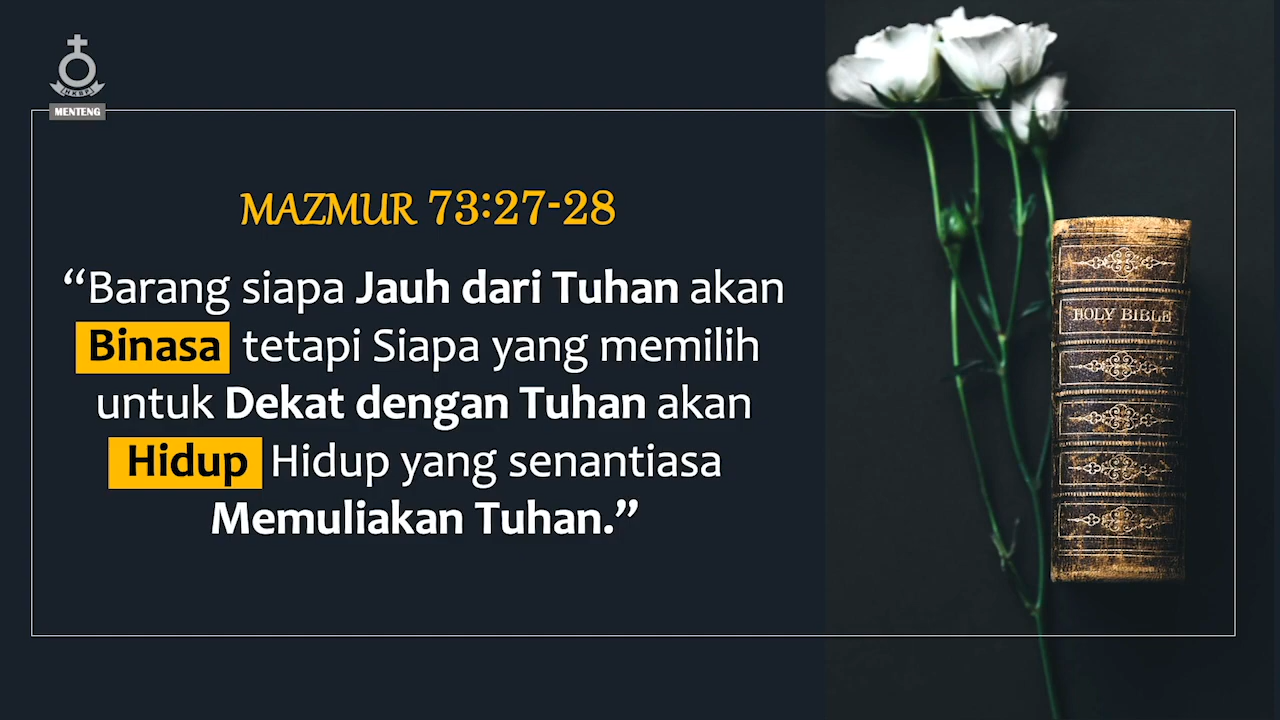 HKBP
MENTENG
MAZMUR 73:27-28
“Barang siapa Jauh dari Tuhan akan
Binasa tetapi Siapa yang memilih
untuk Dekat dengan Tuhan akan
Hidup Hidup yang senantiasa
Memuliakan Tuhan.”
HOLY BIBLE